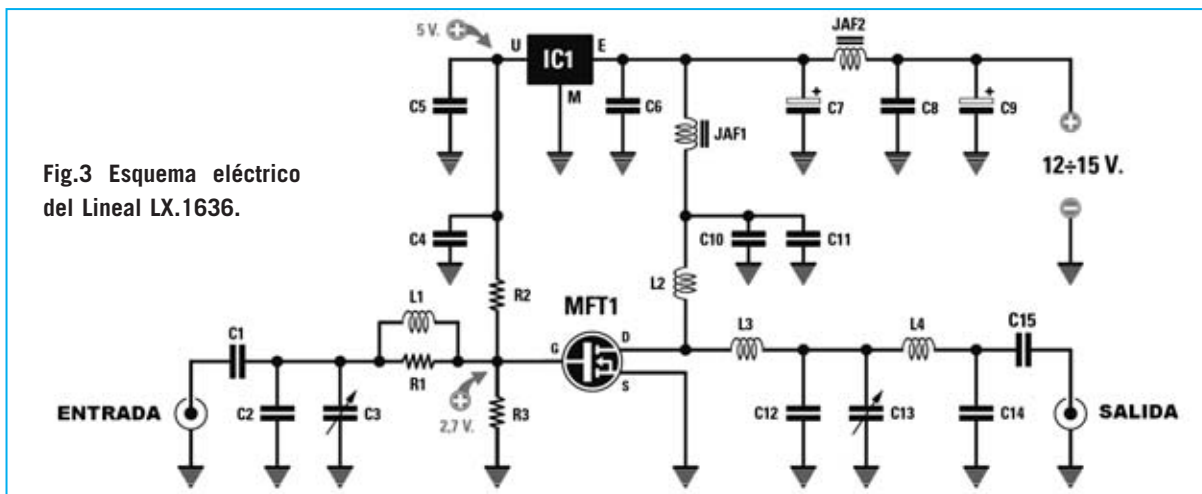 5 V.
U
IC1
E
M
JAF2
C5
C6
C7
+
C8
C9
+
JAF1
12÷15 V.
Fig.3 Esquema eléctrico
del Lineal LX.1636.
C4
C10
C11
R2
L2
L1
MFT1
C1
G
D
S
L3
L4
C15
R1
ENTRADA
C2
C3
2,7 V.
R3
C12
C13
C14
SALIDA